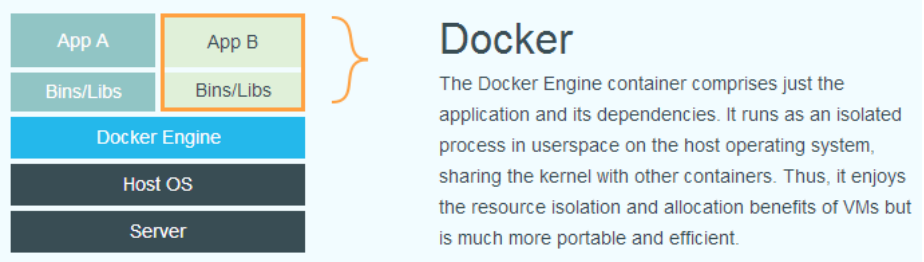 App A
App B
Bins/Libs
Bins/Libs
Docker Engine
Host OS
Server
Docker
The Docker Engine container comprises just the
application and its dependencies. It runs as an isolated
process in userspace on the host operating system,
sharing the kernel with other containers. Thus, it enjoys
the resource isolation and allocation benefits of VMs but
is much more portable and efficient.